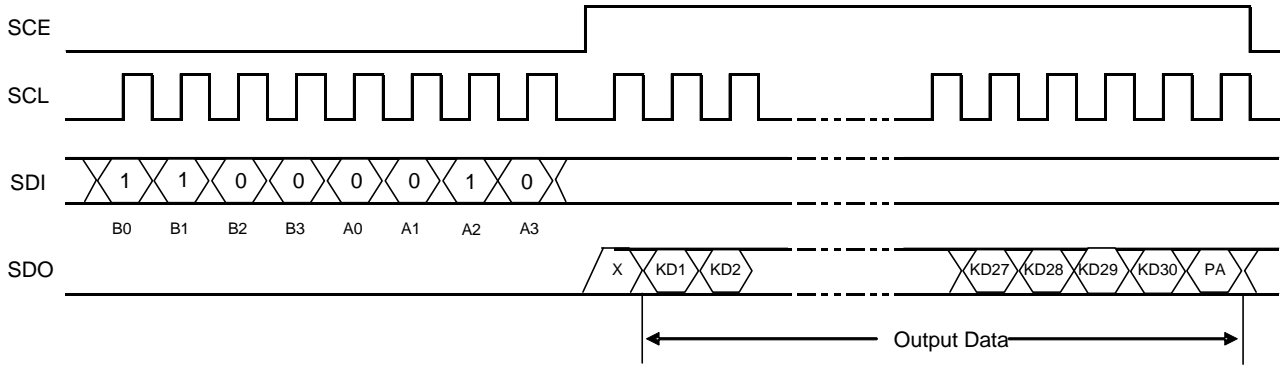 SCE
SCL
SDI 1 1 0 0 0 0 1 0
B0 B1 B2 B3 A0 A1 A2 A3
SDO X KD1 KD2 KD27 KD28 KD29 KD30 PA
Output Data